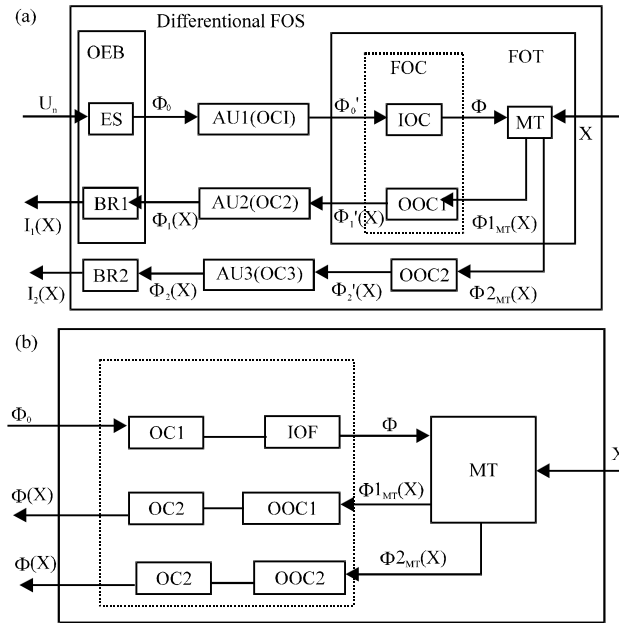 (a)
Differentional FOS
OEB
FOT
FOC
Uₙ
ES
Φ₀
AU1(OCI)
Φ₀'
IOC
Φ
MT
X
I₁(X)
BR1
Φ₁(X)
AU2(OC2)
Φ₁'(X)
OOC1
Φ1ₘₜ(X)
I₂(X)
BR2
Φ₂(X)
AU3(OC3)
Φ₂'(X)
OOC2
Φ2ₘₜ(X)
(b)
Φ₀
OC1
IOF
Φ
MT
X
Φ(X)
OC2
OOC1
Φ1ₘₜ(X)
Φ(X)
OC2
OOC2
Φ2ₘₜ(X)